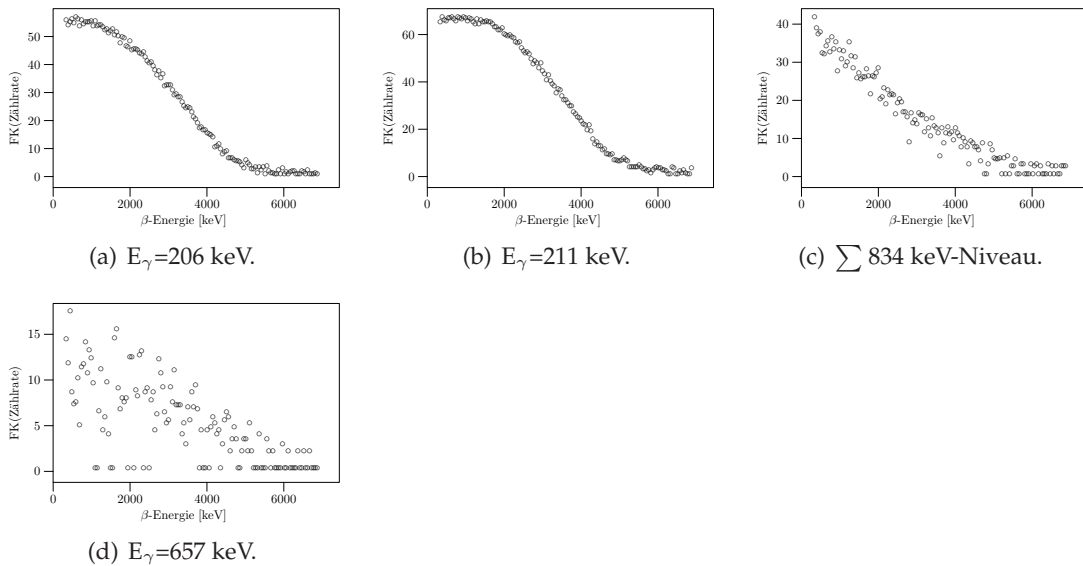 50
40
30
20
10
0
FK(Zählrate)
0
2000
4000
6000
β-Energie [keV]
(a) Eγ=206 keV.
60
40
20
0
FK(Zählrate)
0
2000
4000
6000
β-Energie [keV]
(b) Eγ=211 keV.
40
30
20
10
0
FK(Zählrate)
0
2000
4000
6000
β-Energie [keV]
(c) ∑ 834 keV-Niveau.
15
10
5
0
FK(Zählrate)
0
2000
4000
6000
β-Energie [keV]
(d) Eγ=657 keV.